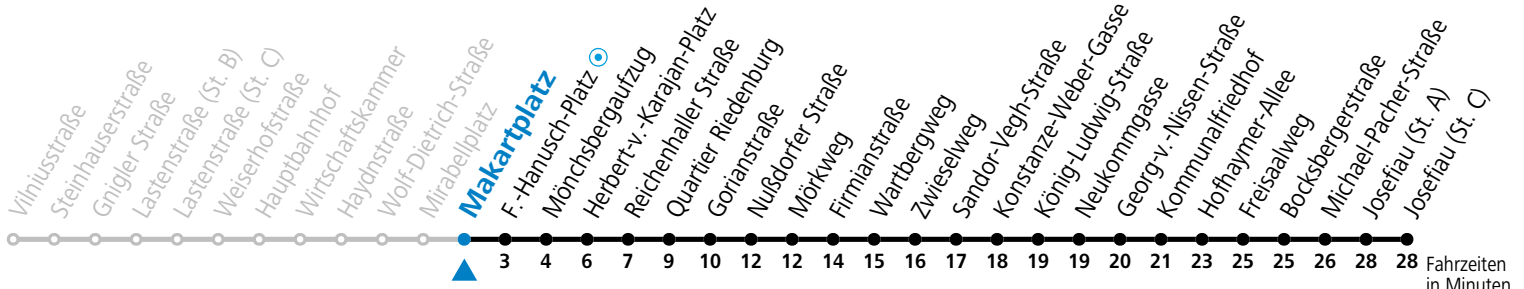 Vilniusstraße
Steinhauserstraße
Gnigler Straße
Lastenstraße (St. B)
Lastenstraße (St. C)
Weiserhofstraße
Hauptbahnhof
Wirtschaftskammer
Haydnstraße
Wolf-Dietrich-Straße
Mirabellplatz
Makartplatz
F.-Hanusch-Platz
Mönchsbergaufzug
Herbert-v.-Karajan-Platz
Reichenhaller Straße
Quartier Riedenburg
Gorianstraße
Nußdorfer Straße
Mörkweg
Firmianstraße
Wartbergweg
Zwieselweg
Sandor-Vegh-Straße
Konstanze-Weber-Gasse
König-Ludwig-Straße
Neukommgasse
Georg-v.-Nissen-Straße
Kommunalfriedhof
Hofhaymer-Allee
Freisaalweg
Bocksbergerstraße
Michael-Pacher-Straße
Josefiau (St. A)
Josefiau (St. C)
3 4 6 7 9 10 12 12 14 15 16 17 18 19 19 20 21 23 25 25 26 28 28 Fahrzeiten
in Minuten